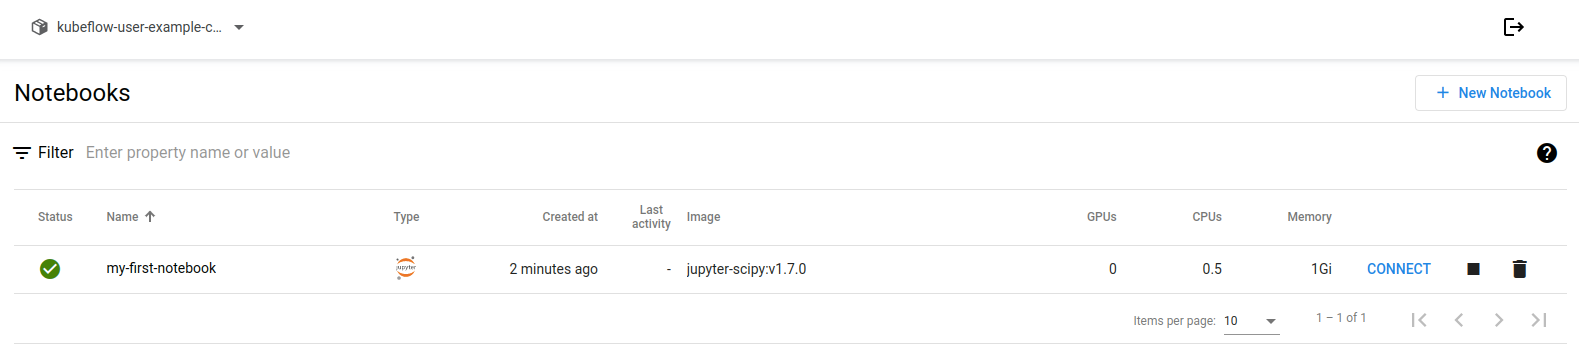 kubeflow-user-example-c...
Notebooks
+ New Notebook
Filter Enter property name or value
?
Status Name Type Created at Last activity Image GPUs CPUs Memory
my-first-notebook jupyter 2 minutes ago - jupyter-scipy:v1.7.0 0 0.5 1Gi CONNECT
Items per page: 10 1 – 1 of 1